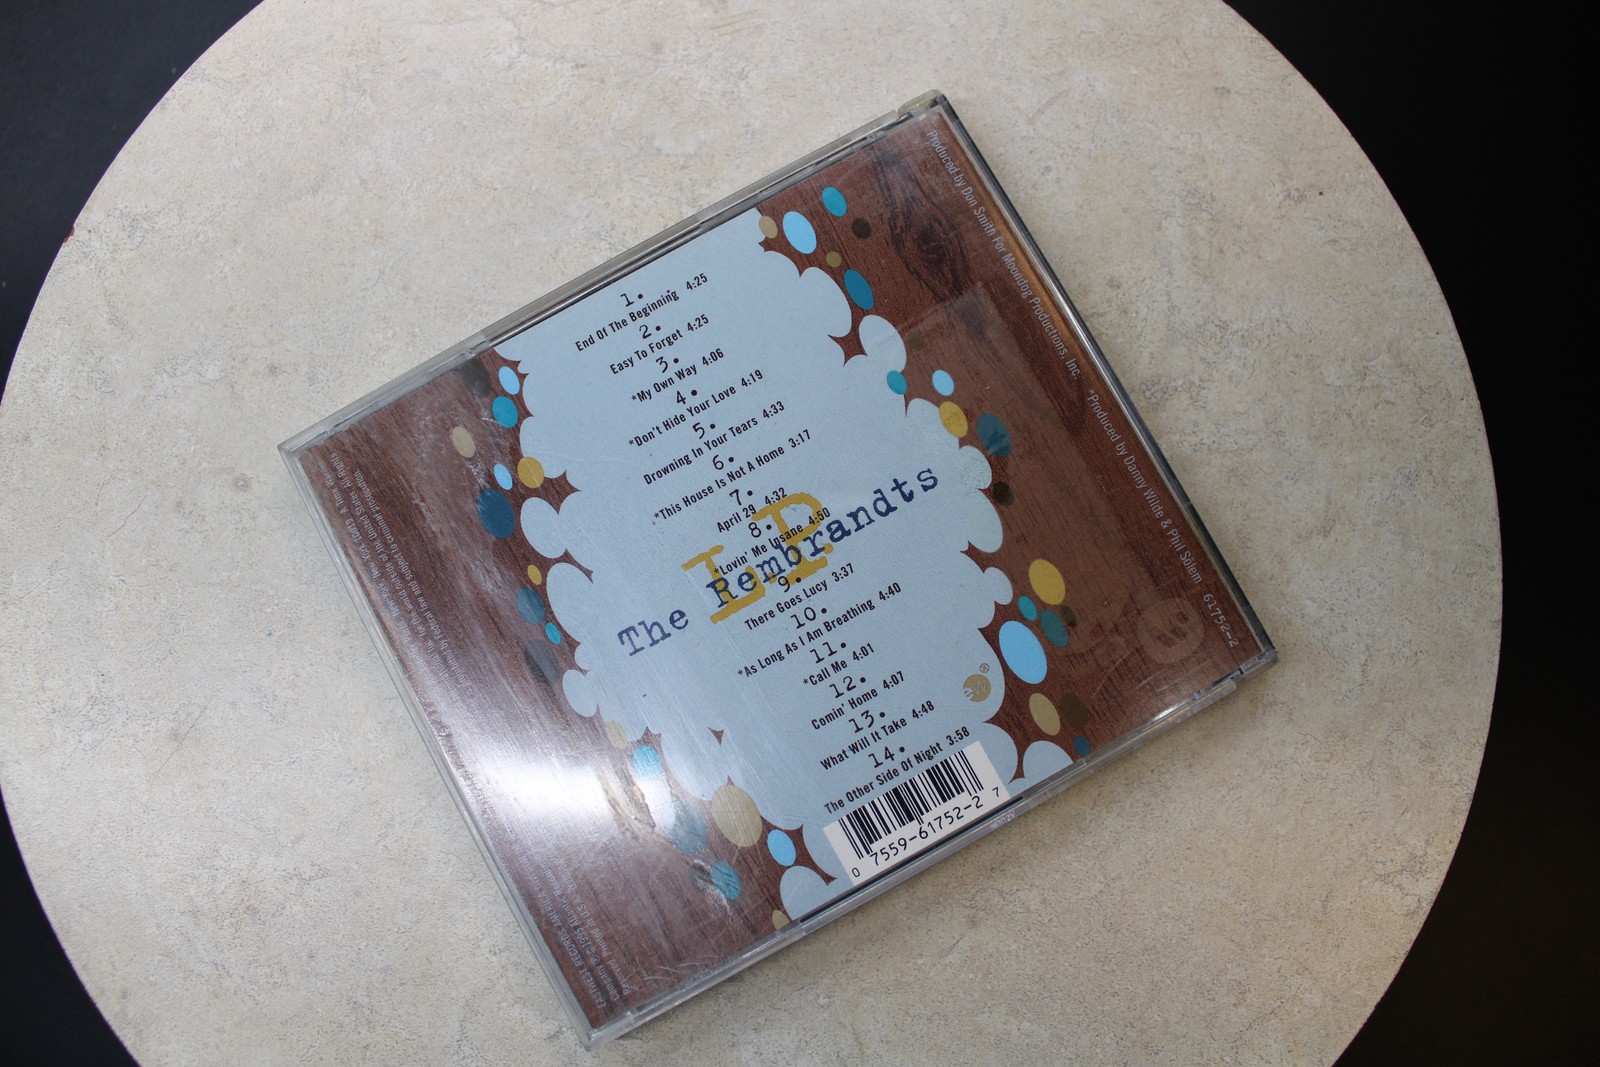 1.
End Of The Beginning 4:25
2.
Easy To Forget 4:25
3.
*My Own Way 4:06
4.
*Don't Hide Your Love 4:19
5.
Drowning In Your Tears 4:33
6.
*This House Is Not A Home 3:17
7.
April 29 4:32
8.
*Lovin' Me Insane 4:50
9.
There Goes Lucy 3:37
10.
*As Long As I Am Breathing 4:40
11.
*Call Me 4:01
12.
Comin' Home 4:07
13.
What Will It Take 4:48
14.
The Other Side Of Night 3:58
LP
The Rembrandts
ew®
0 7559-61752-2 7
Produced by Don Smith For Moondog Productions, Inc. *Produced by Danny Wilde & Phil Solem 61752-2
EASTWEST RECORDS AMERICA